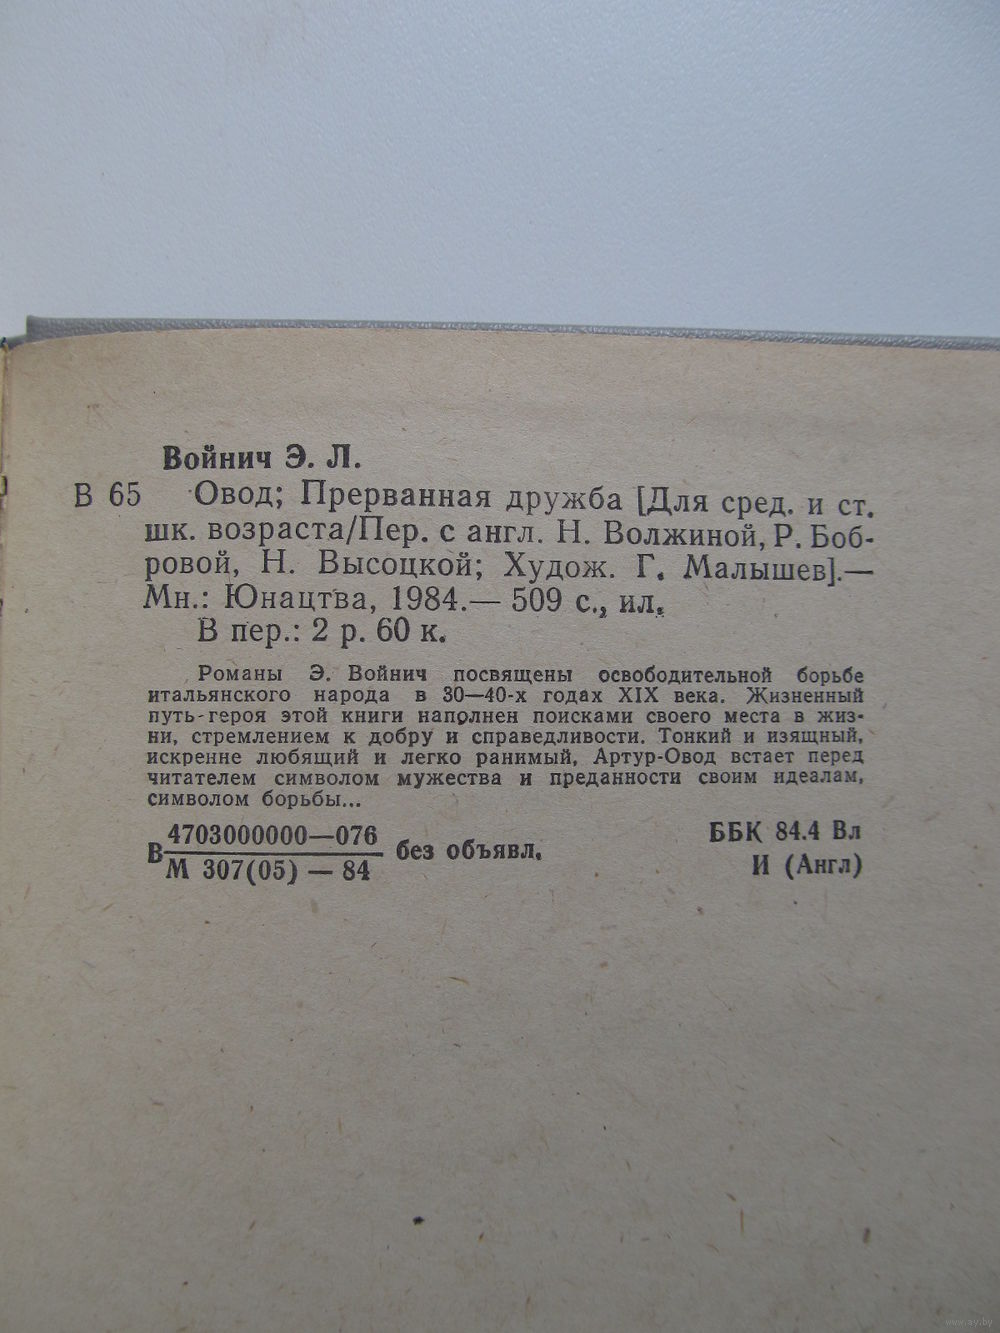 Войнич Э. Л.
В 65 Овод; Прерванная дружба [Для сред. и ст.
шк. возраста/Пер. с англ. Н. Волжиной, Р. Боб-
ровой, Н. Высоцкой; Худож. Г. Малышев].—
Мн.: Юнацтва, 1984.— 509 с., ил.
В пер.: 2 р. 60 к.
Романы Э. Войнич посвящены освободительной борьбе
итальянского народа в 30—40-х годах XIX века. Жизненный
путь-героя этой книги наполнен поисками своего места в жиз-
ни, стремлением к добру и справедливости. Тонкий и изящный,
искренне любящий и легко ранимый, Артур-Овод встает перед
читателем символом мужества и преданности своим идеалам,
символом борьбы...
В 4703000000—076 без объявл.
М 307(05) — 84
ББК 84.4 Вл
И (Англ)
www.ay.by